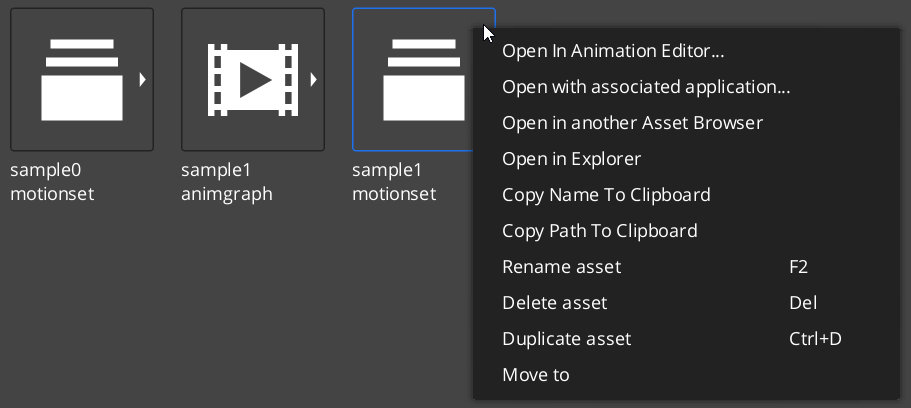 sample0
motionset
sample1
animgraph
sample1
motionset
Open In Animation Editor...
Open with associated application...
Open in another Asset Browser
Open in Explorer
Copy Name To Clipboard
Copy Path To Clipboard
Rename asset F2
Delete asset Del
Duplicate asset Ctrl+D
Move to